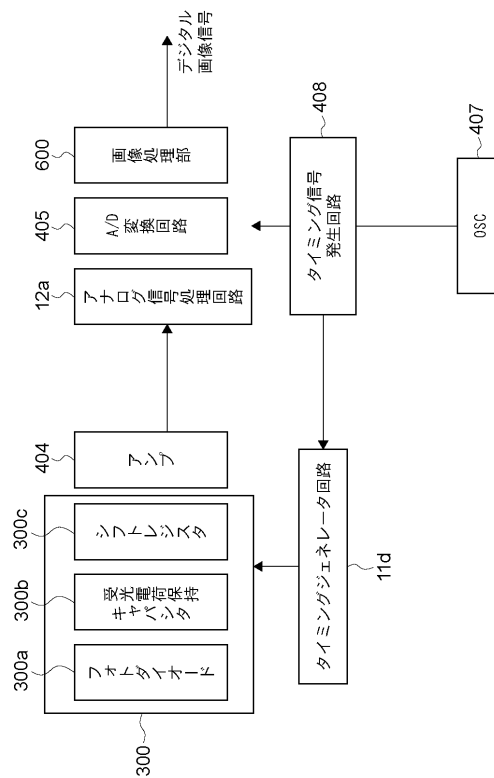 300
300a
フォトダイオード
300b
受光電荷保持
キャパシタ
300c
シフトレジスタ
404
アンプ
12a
アナログ信号処理回路
405
A/D
変換回路
600
画像処理部
デジタル
画像信号
11d
タイミングジェネレータ回路
408
タイミング信号
発生回路
407
OSC